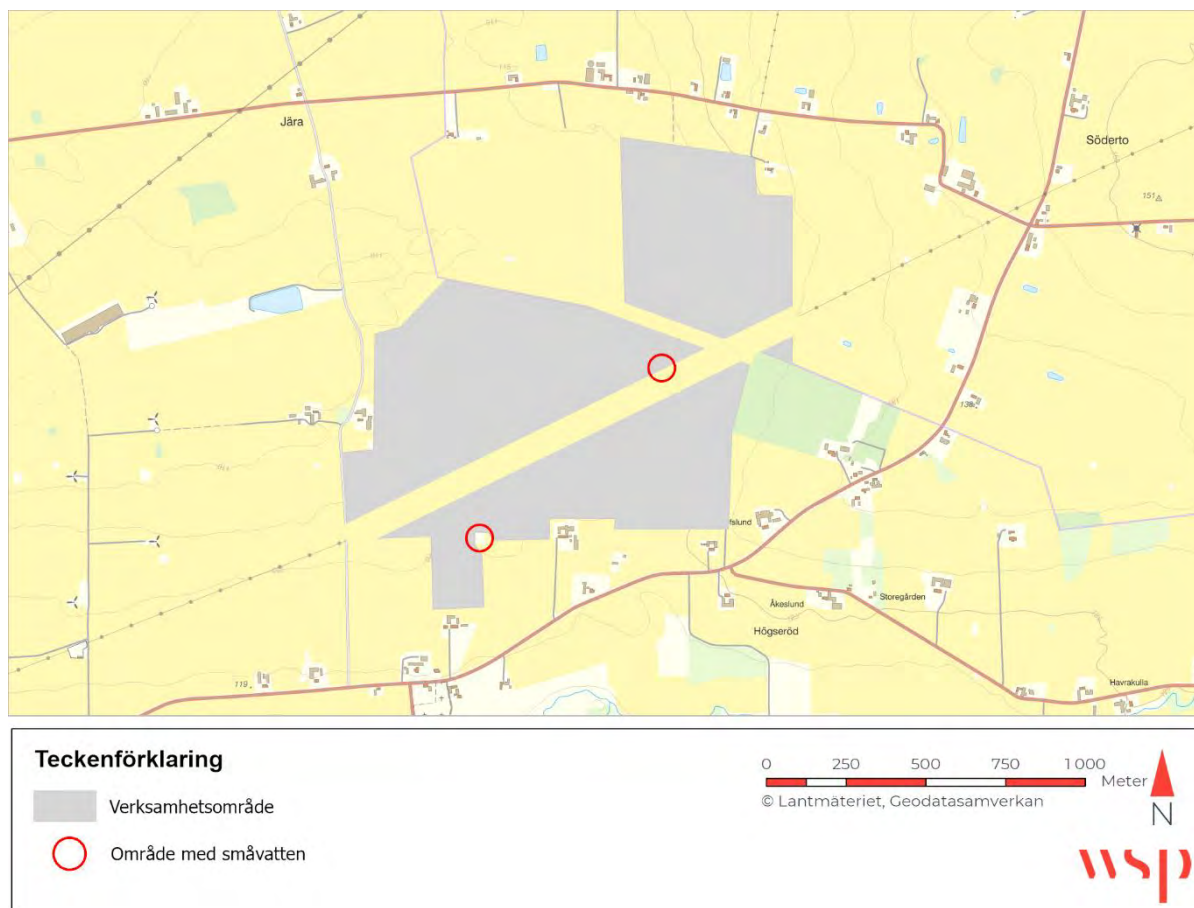 Jära
Söderto
151
fslund
Åkeslund
Storegården
Högseröd
Havrakulla
119
Teckenförklaring
Verksamhetsområde
Område med småvatten
0 250 500 750 1 000
Meter
© Lantmäteriet, Geodatasamverkan
N
wsp